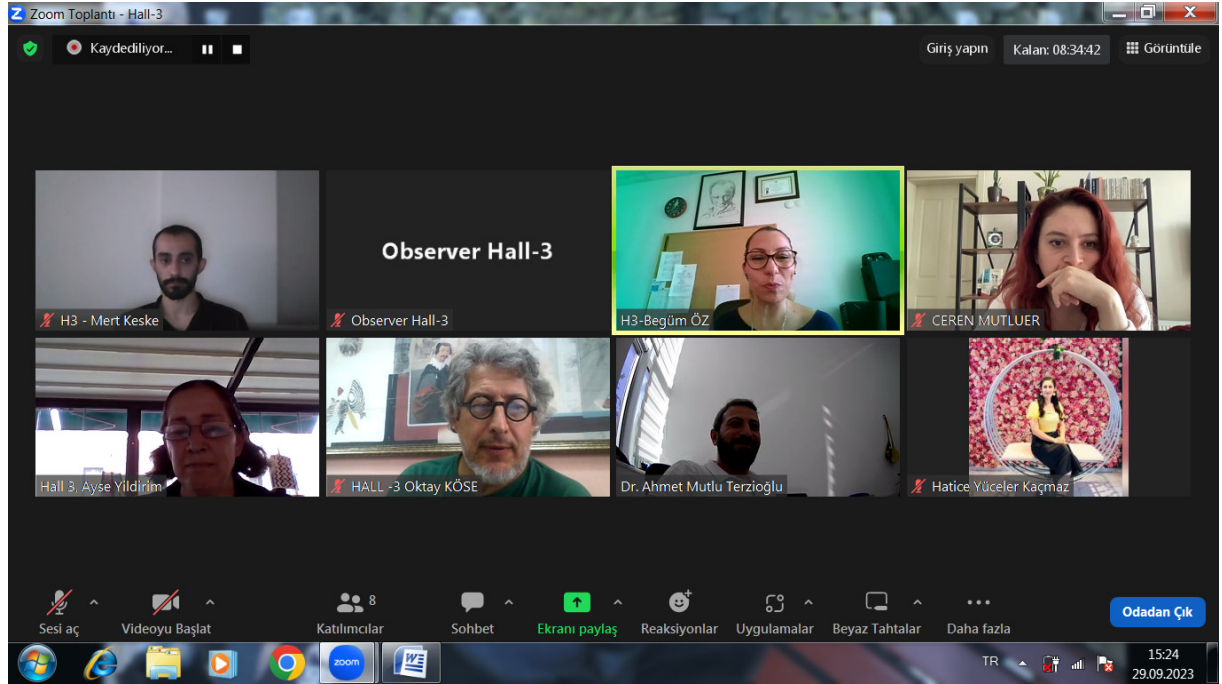 Zoom Toplantı - Hall-3
Kaydediliyor...
Giriş yapın
Kalan: 08:34:42
Görüntüle
H3 - Mert Keske
Observer Hall-3
Observer Hall-3
H3-Begüm ÖZ
CEREN MUTLUER
Hall 3, Ayse Yildirim
HALL -3 Oktay KÖSE
Dr. Ahmet Mutlu Terzioğlu
Hatice Yüceler Kaçmaz
8
Sesi aç
Videoyu Başlat
Katılımcılar
Sohbet
Ekranı paylaş
Reaksiyonlar
Uygulamalar
Beyaz Tahtalar
Daha fazla
Odadan Çık
zoom
TR
15:24
29.09.2023